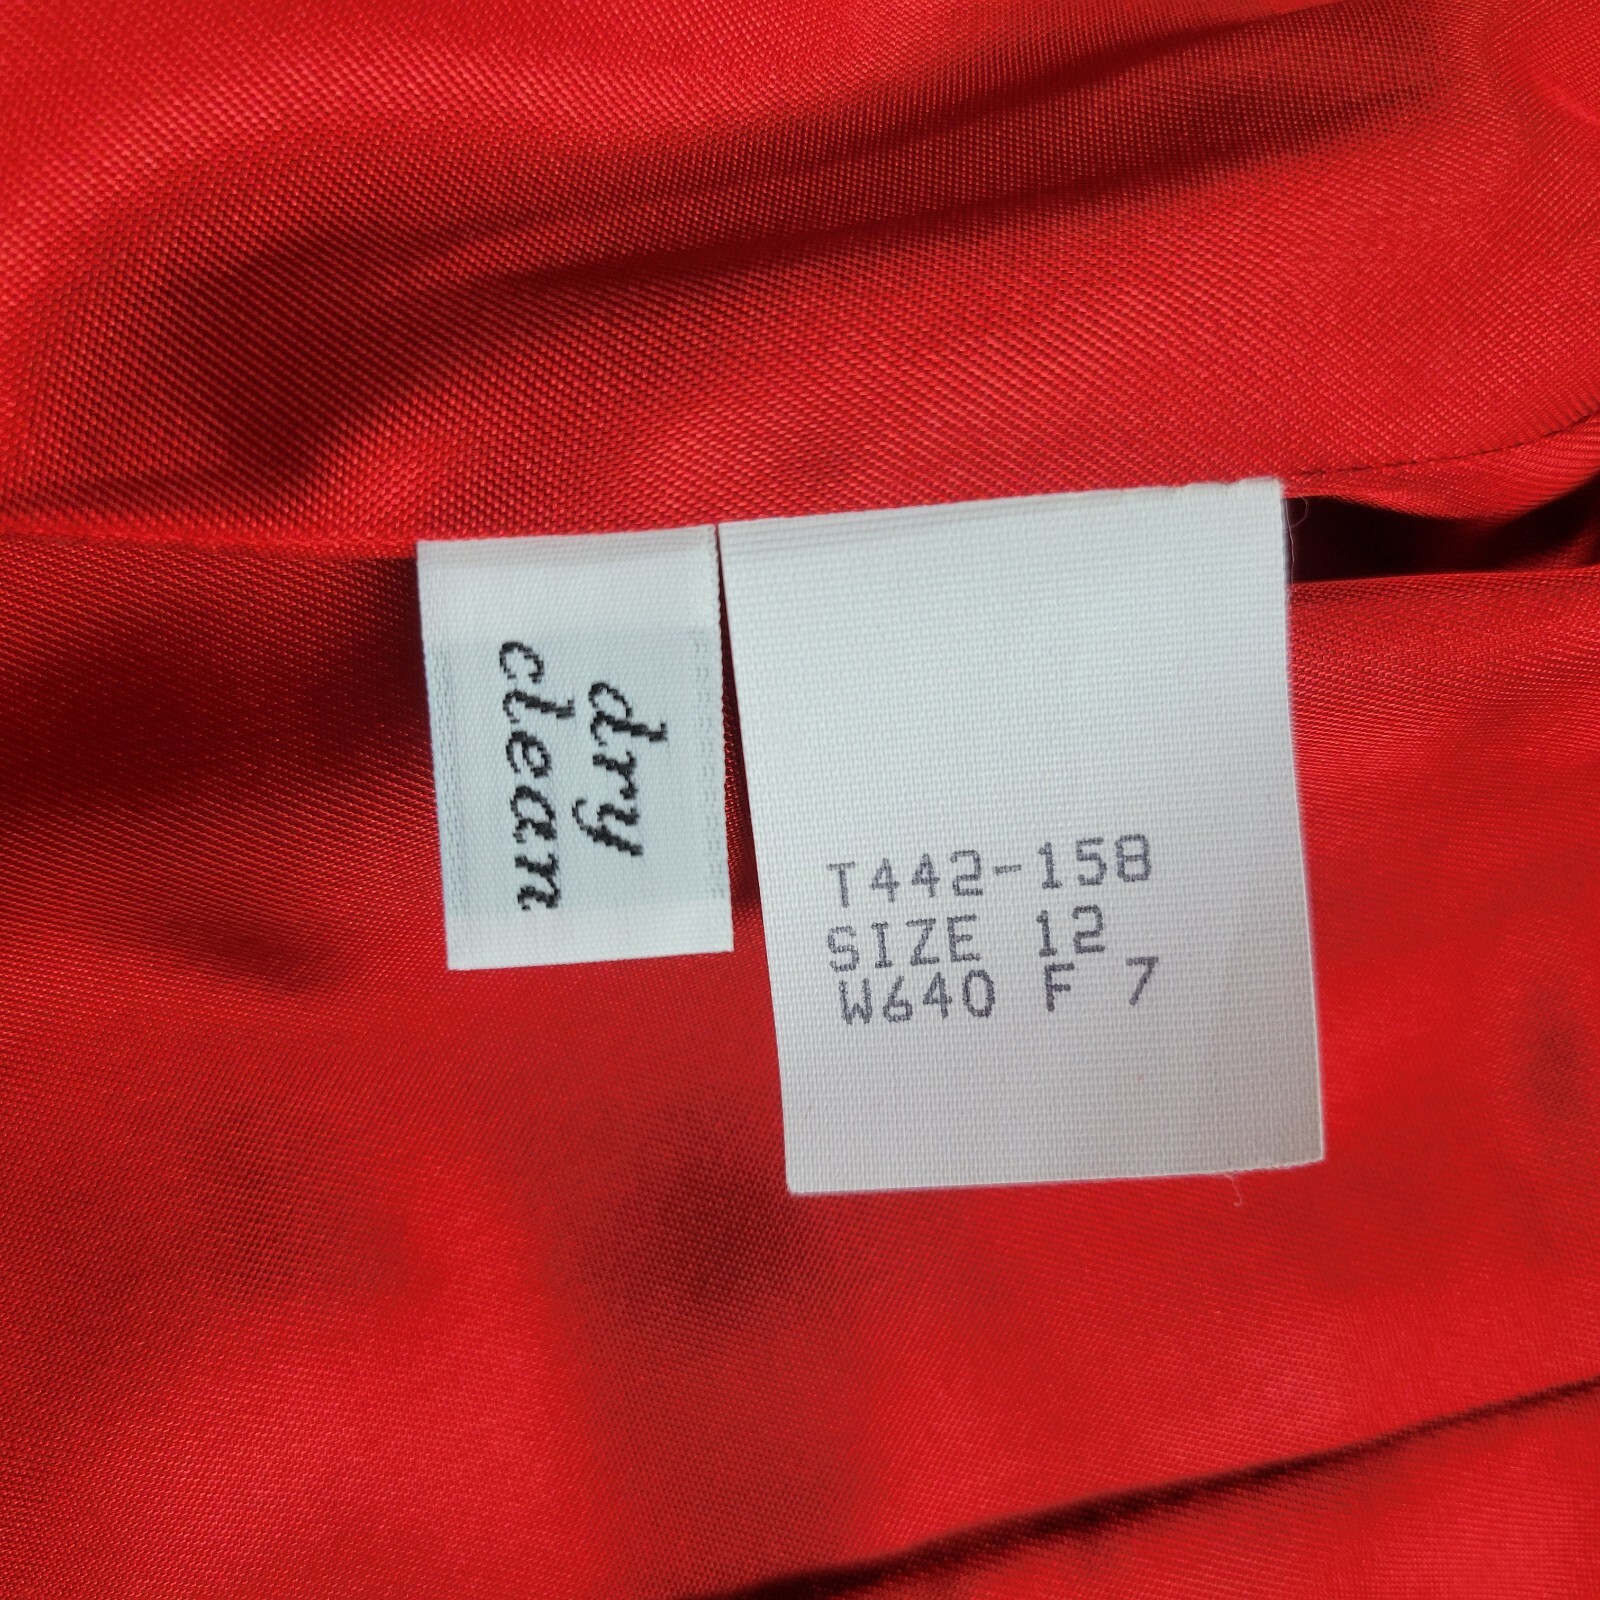 dry
clean
T442-158
SIZE 12
W640 F 7